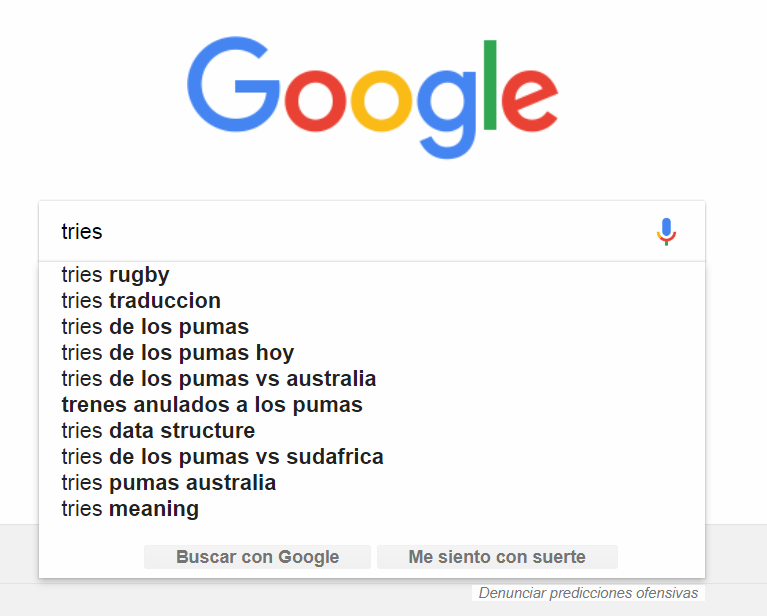 Google
tries
tries rugby
tries traduccion
tries de los pumas
tries de los pumas hoy
tries de los pumas vs australia
trenes anulados a los pumas
tries data structure
tries de los pumas vs sudafrica
tries pumas australia
tries meaning
Buscar con Google Me siento con suerte
Denunciar predicciones ofensivas